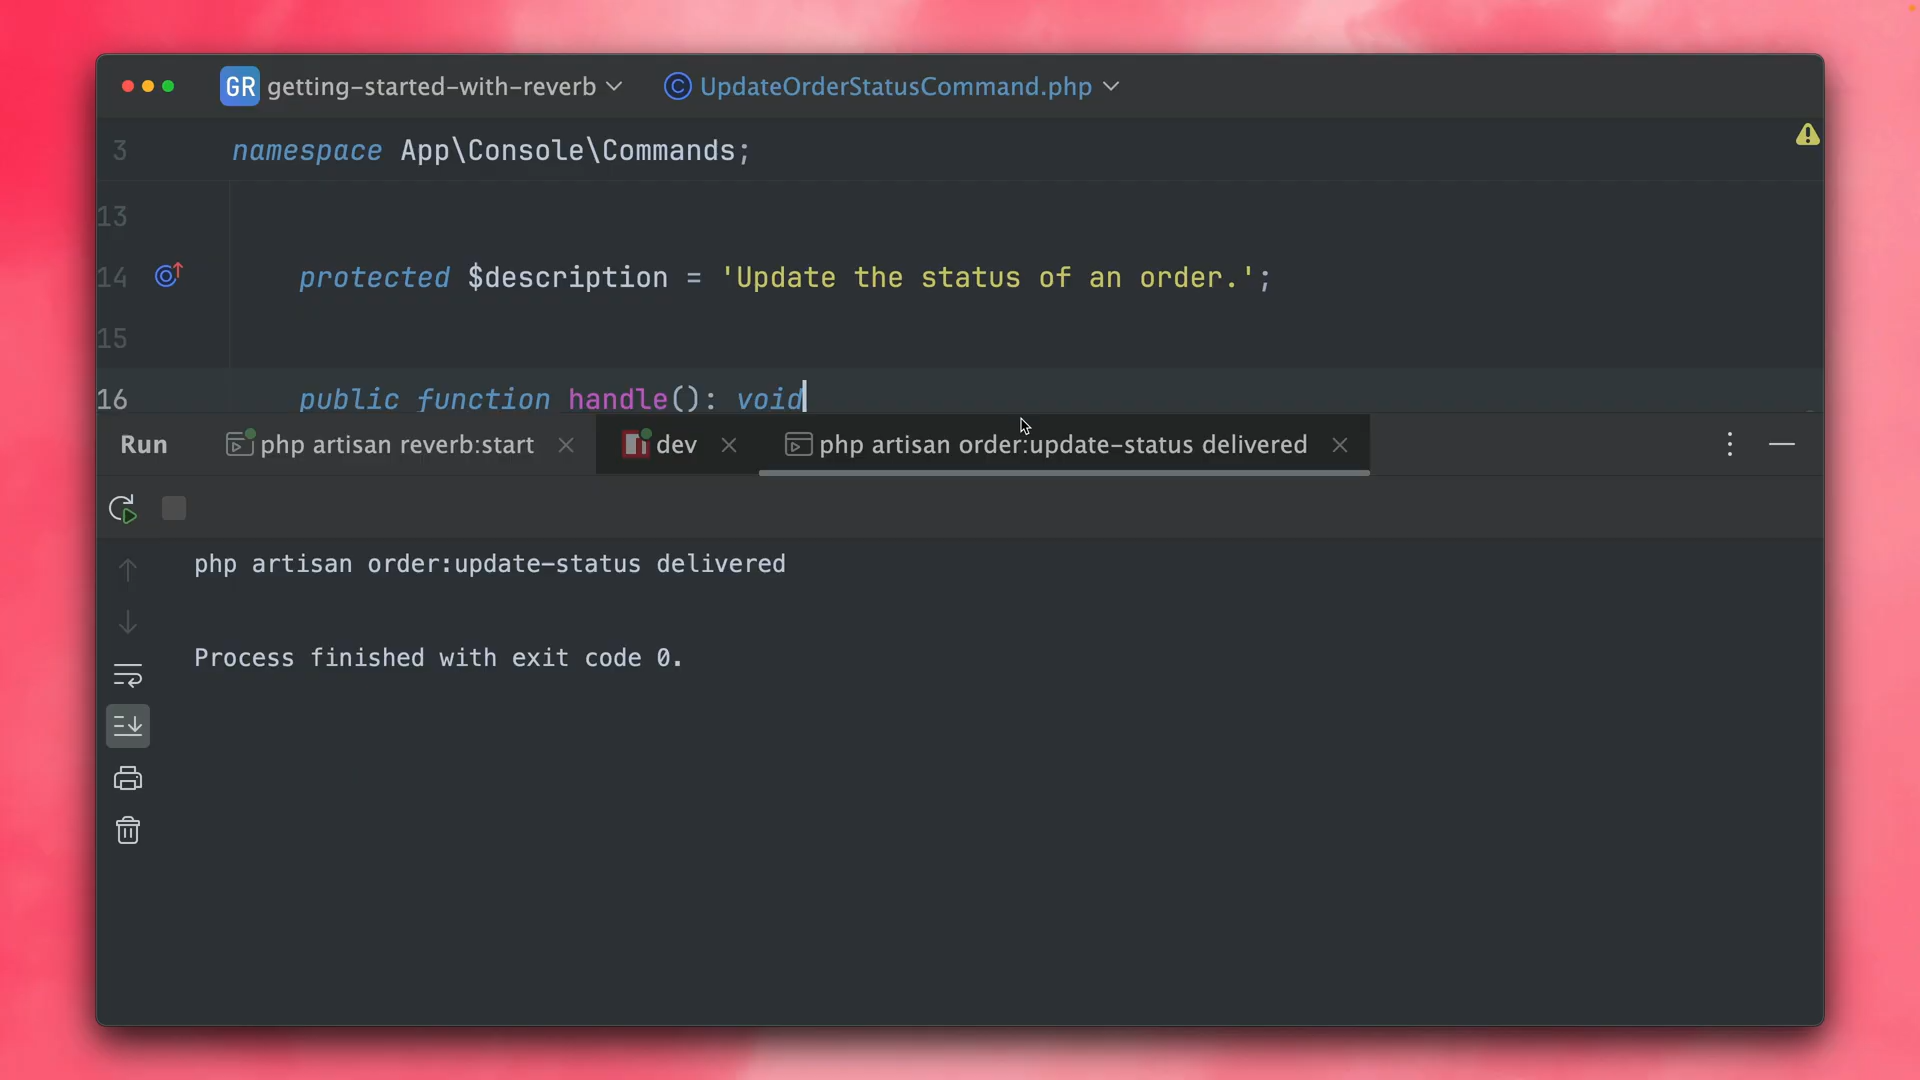 GR getting-started-with-reverb UpdateOrderStatusCommand.php
3 namespace App\Console\Commands;
13
14 protected $description = 'Update the status of an order.';
15
16 public function handle(): void
Run php artisan reverb:start dev php artisan order:update-status delivered
php artisan order:update-status delivered
Process finished with exit code 0.